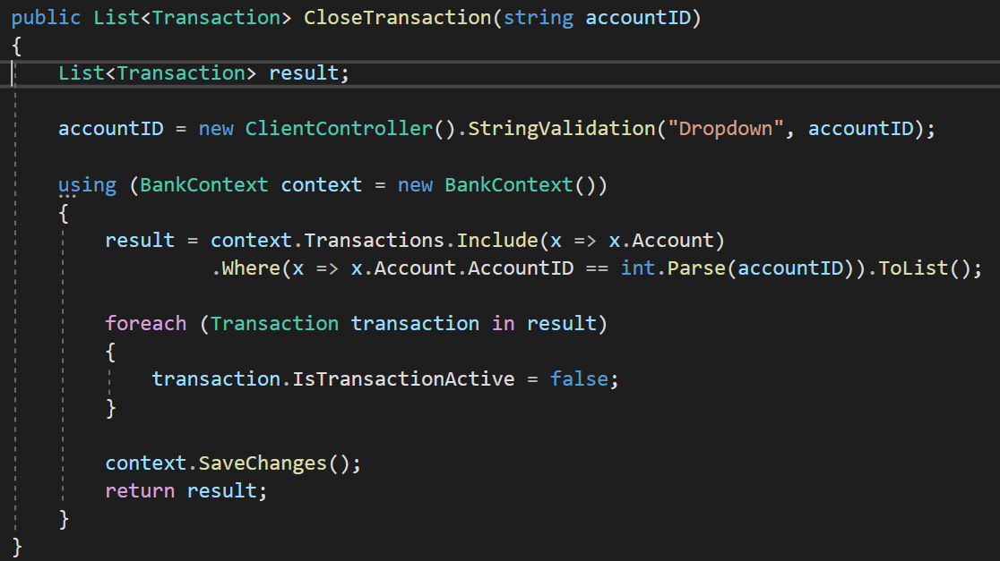 public List<Transaction> CloseTransaction(string accountID)
{
    List<Transaction> result;

    accountID = new ClientController().StringValidation("Dropdown", accountID);

    using (BankContext context = new BankContext())
    {
        result = context.Transactions.Include(x => x.Account)
                 .Where(x => x.Account.AccountID == int.Parse(accountID)).ToList();

        foreach (Transaction transaction in result)
        {
            transaction.IsTransactionActive = false;
        }

        context.SaveChanges();
        return result;
    }
}